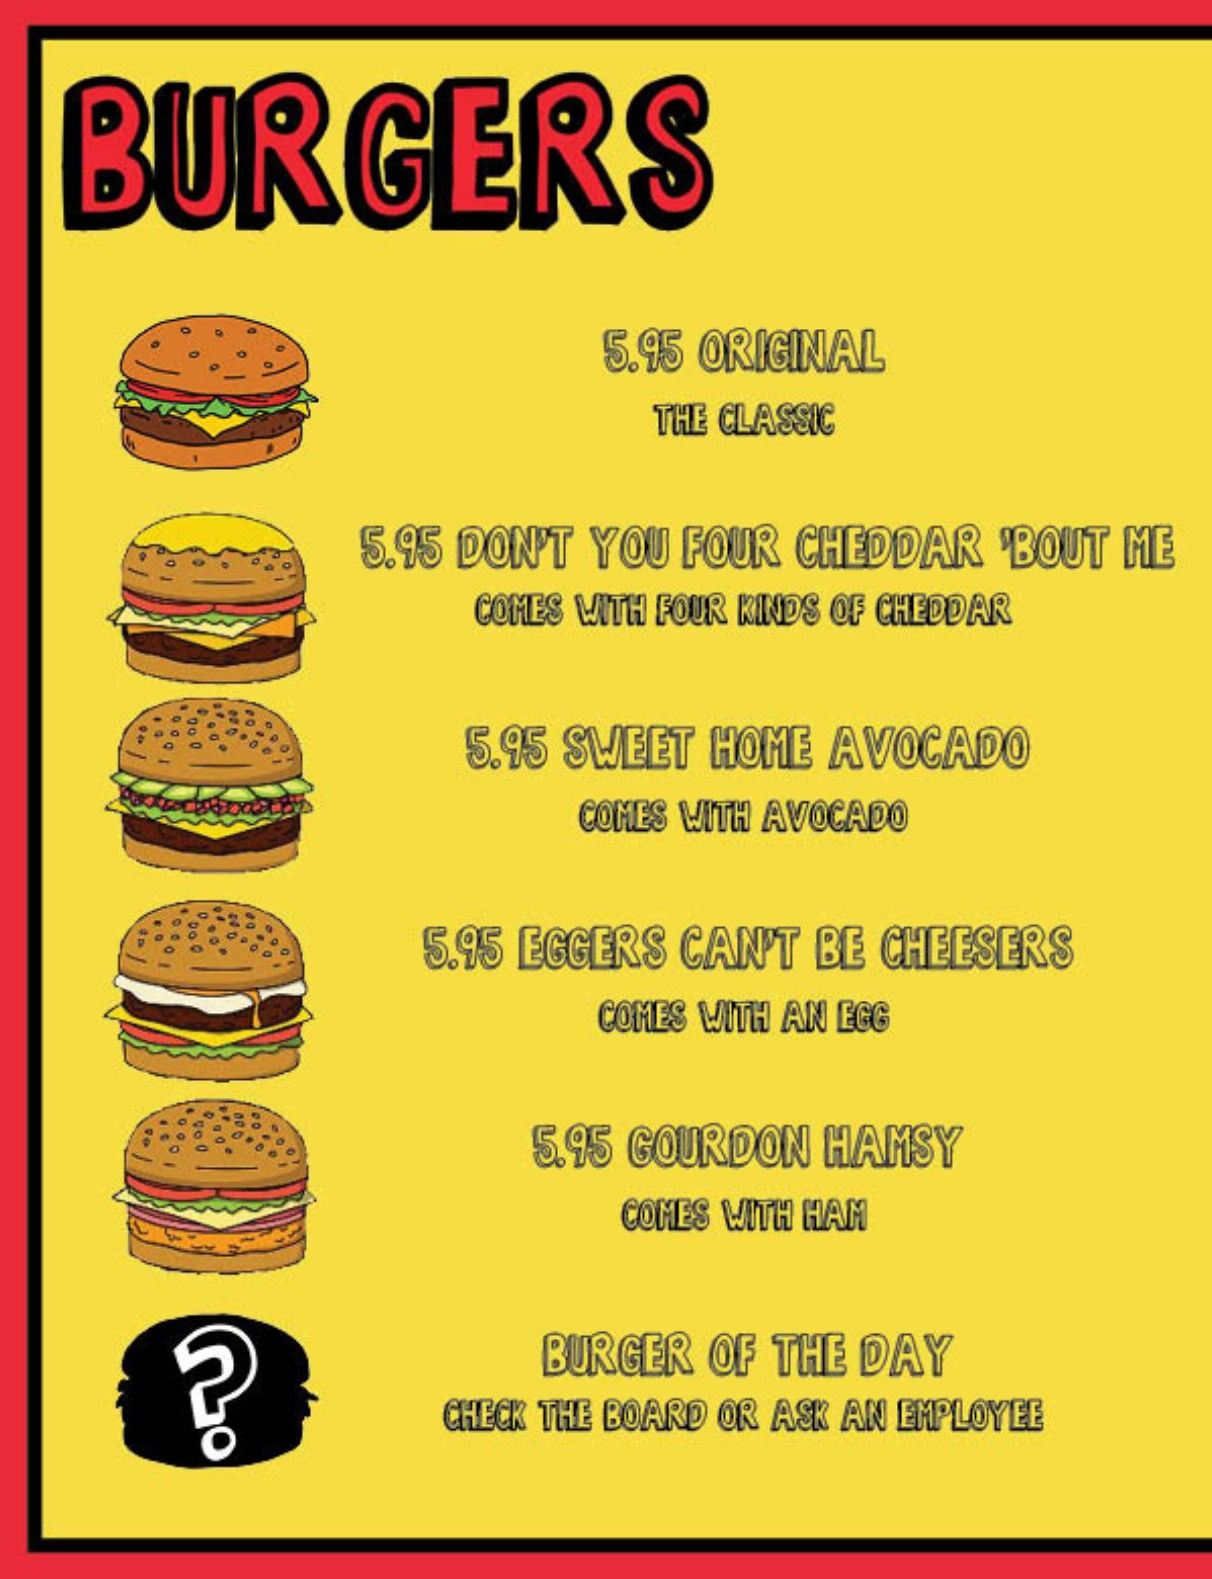 BURGERS
5.95 ORIGINAL
THE CLASSIC
5.95 DON'T YOU FOUR CHEDDAR 'BOUT ME
COMES WITH FOUR KINDS OF CHEDDAR
5.95 SWEET HOME AVOCADO
COMES WITH AVOCADO
5.95 EGGERS CAN'T BE CHEESERS
COMES WITH AN EGG
5.95 GOURDON HAMSY
COMES WITH HAM
?
BURGER OF THE DAY
CHECK THE BOARD OR ASK AN EMPLOYEE